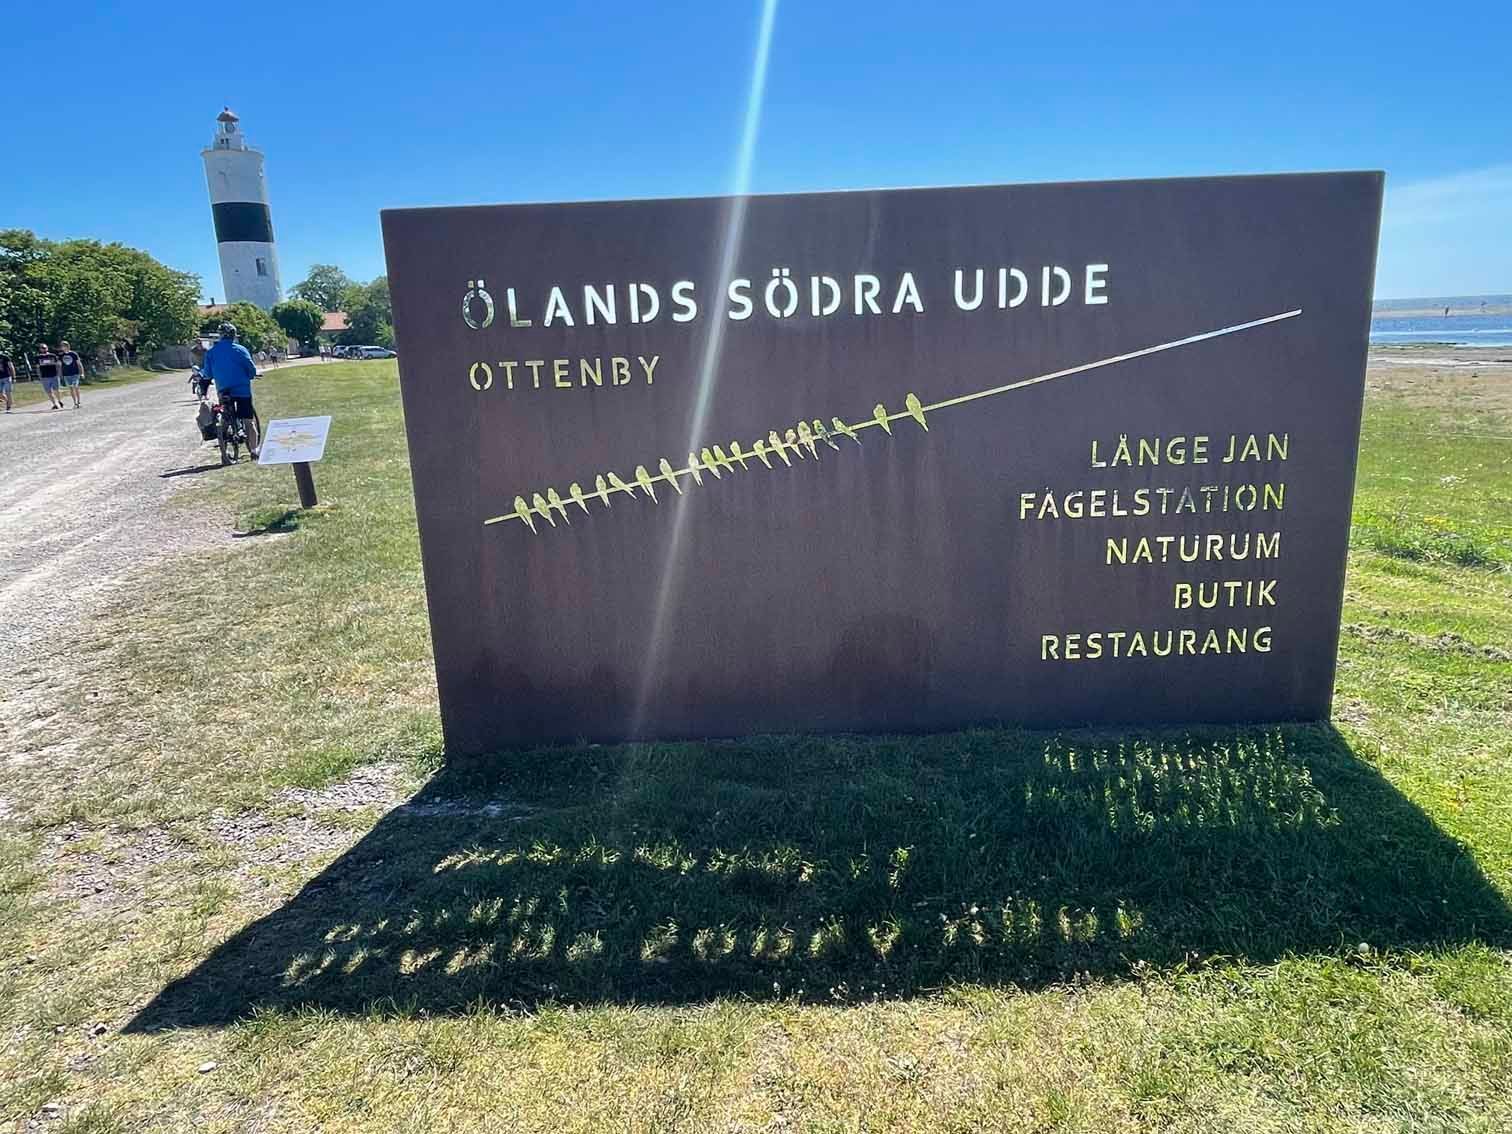 ÖLANDS SÖDRA UDDE
OTTENBY
LÅNGE JAN
FÅGELSTATION
NATURUM
BUTIK
RESTAURANG